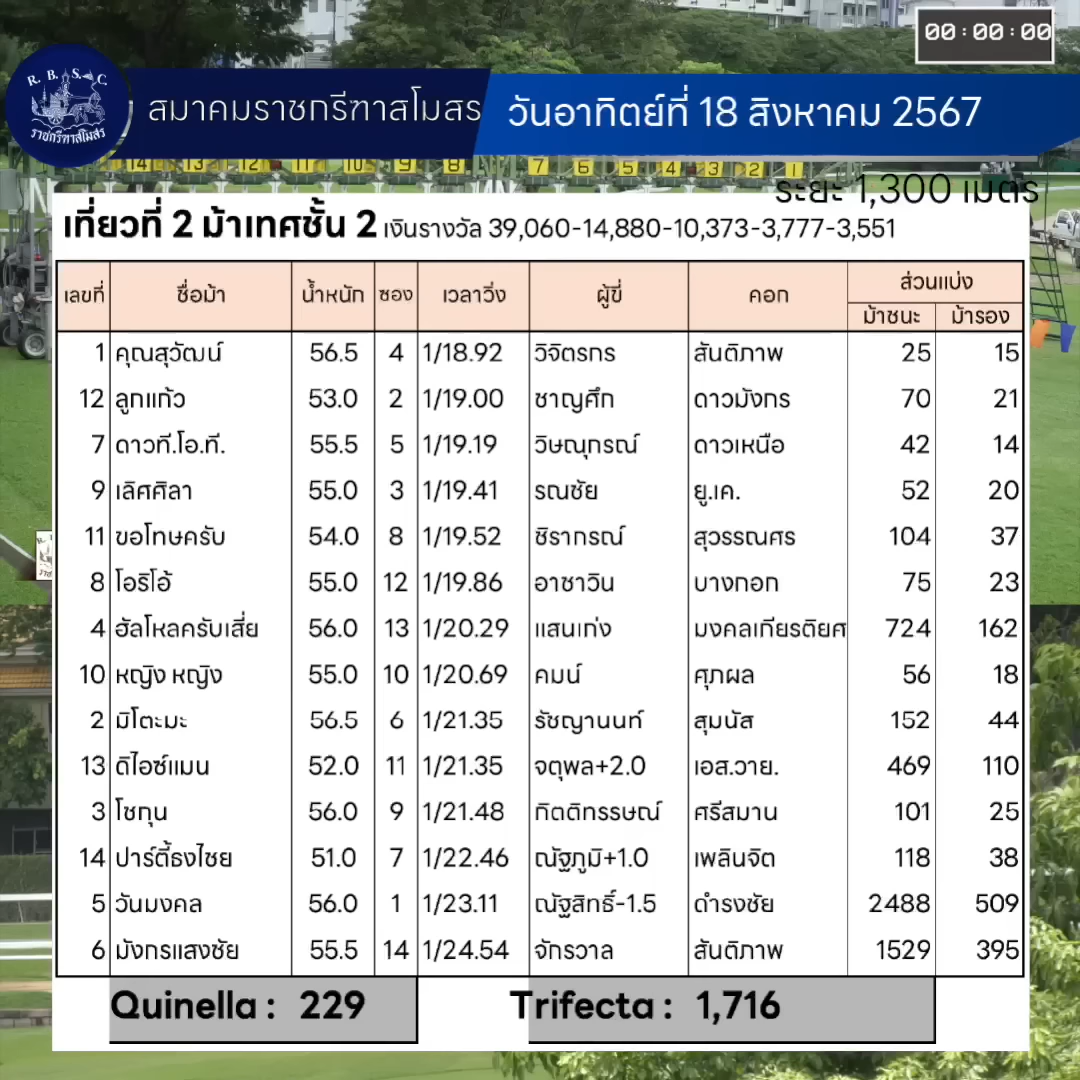 00:00:00
R. B. S. C.
ราชกรีฑาสโมสร
สมาคมราชกรีฑาสโมสร
วันอาทิตย์ที่ 18 สิงหาคม 2567
14 13 12 11 10 9 8 7 6 5 4 3 2 1
ระยะ 1,300 เมตร
เที่ยวที่ 2 ม้าเทศชั้น 2 เงินรางวัล 39,060-14,880-10,373-3,777-3,551
เลขที่ ชื่อม้า น้ำหนัก ซอง เวลาวิ่ง ผู้ขี่ คอก ส่วนแบ่ง
ม้าชนะ ม้ารอง
1 คุณสุวัฒน์ 56.5 4 1/18.92 วิจิตรกร สันติภาพ 25 15
12 ลูกแก้ว 53.0 2 1/19.00 ชาญศึก ดาวมังกร 70 21
7 ดาวที.โอ.ที. 55.5 5 1/19.19 วิษณุกรณ์ ดาวเหนือ 42 14
9 เลิศศิลา 55.0 3 1/19.41 รณชัย ยู.เค. 52 20
11 ขอโทษครับ 54.0 8 1/19.52 ชิรากรณ์ สุวรรณศร 104 37
8 โอริโอ้ 55.0 12 1/19.86 อาชาวิน บางกอก 75 23
4 ฮัลโหลครับเสี่ย 56.0 13 1/20.29 แสนเก่ง มงคลเกียรติยศ 724 162
10 หญิง หญิง 55.0 10 1/20.69 คมน์ ศุภผล 56 18
2 มิโตะมะ 56.5 6 1/21.35 รัชญานนท์ สุมนัส 152 44
13 ดิไอซ์แมน 52.0 11 1/21.35 จตุพล+2.0 เอส.วาย. 469 110
3 โชกุน 56.0 9 1/21.48 กิตติทรรษณ์ ศรีสมาน 101 25
14 ปาร์ตี้ธงไชย 51.0 7 1/22.46 ณัฐภูมิ+1.0 เพลินจิต 118 38
5 วันมงคล 56.0 1 1/23.11 ณัฐสิทธิ์-1.5 ดำรงชัย 2488 509
6 มังกรแสงชัย 55.5 14 1/24.54 จักรวาล สันติภาพ 1529 395
Quinella : 229 Trifecta : 1,716